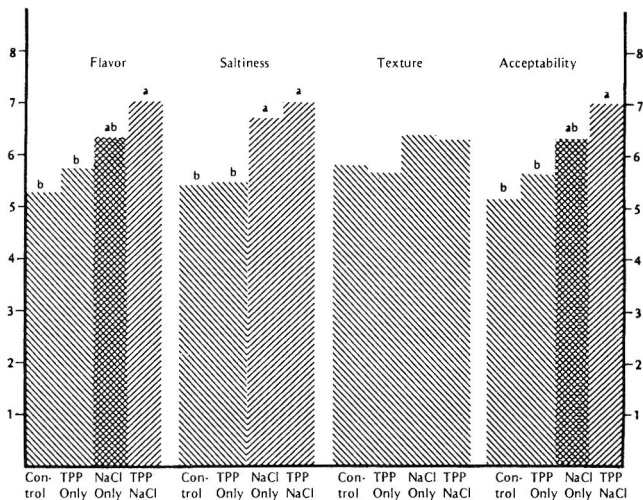 8
7
6
5
4
3
2
1
Flavor
Saltiness
Texture
Acceptability
b
b
ab
a
b
b
a
a
b
b
ab
a
8
7
6
5
4
3
2
1
Con-
trol
TPP
Only
NaCl
Only
TPP
NaCl
Con-
trol
TPP
Only
NaCl
Only
TPP
NaCl
Con-
trol
TPP
Only
NaCl
Only
TPP
NaCl
Con-
trol
TPP
Only
NaCl
Only
TPP
NaCl